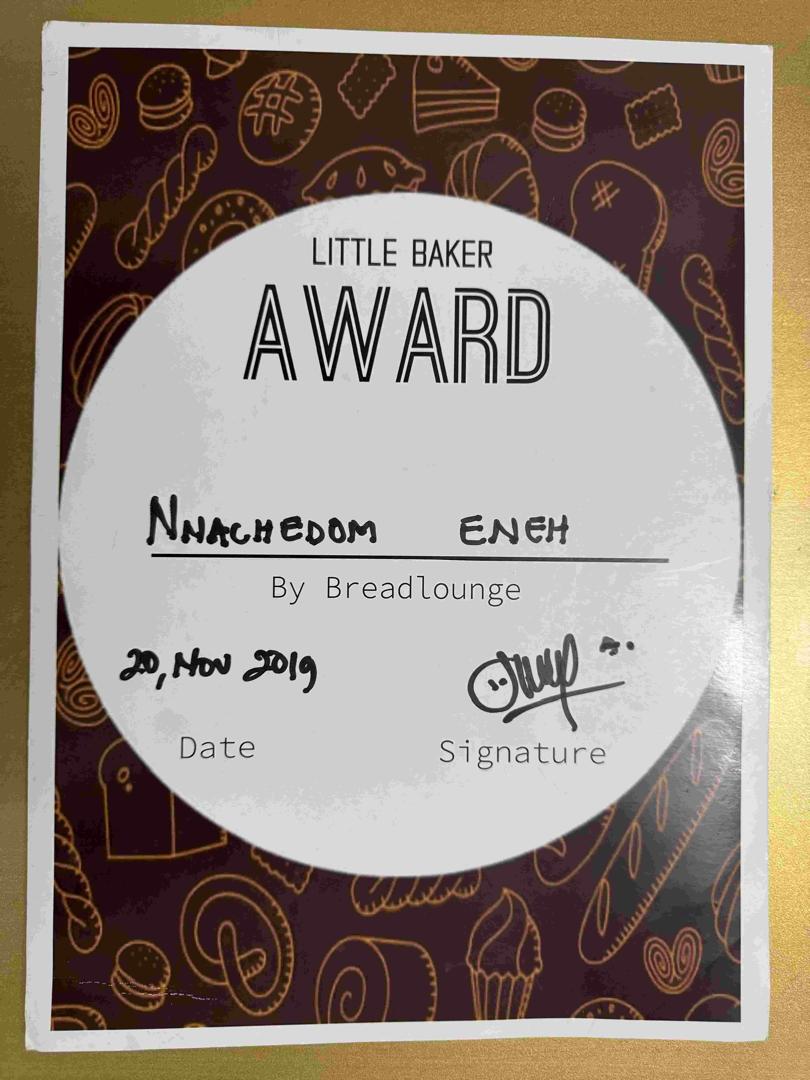 LITTLE BAKER
AWARD
NNACHEDOM ENEH
By Breadlounge
20, Nov 2019
Date
Signature